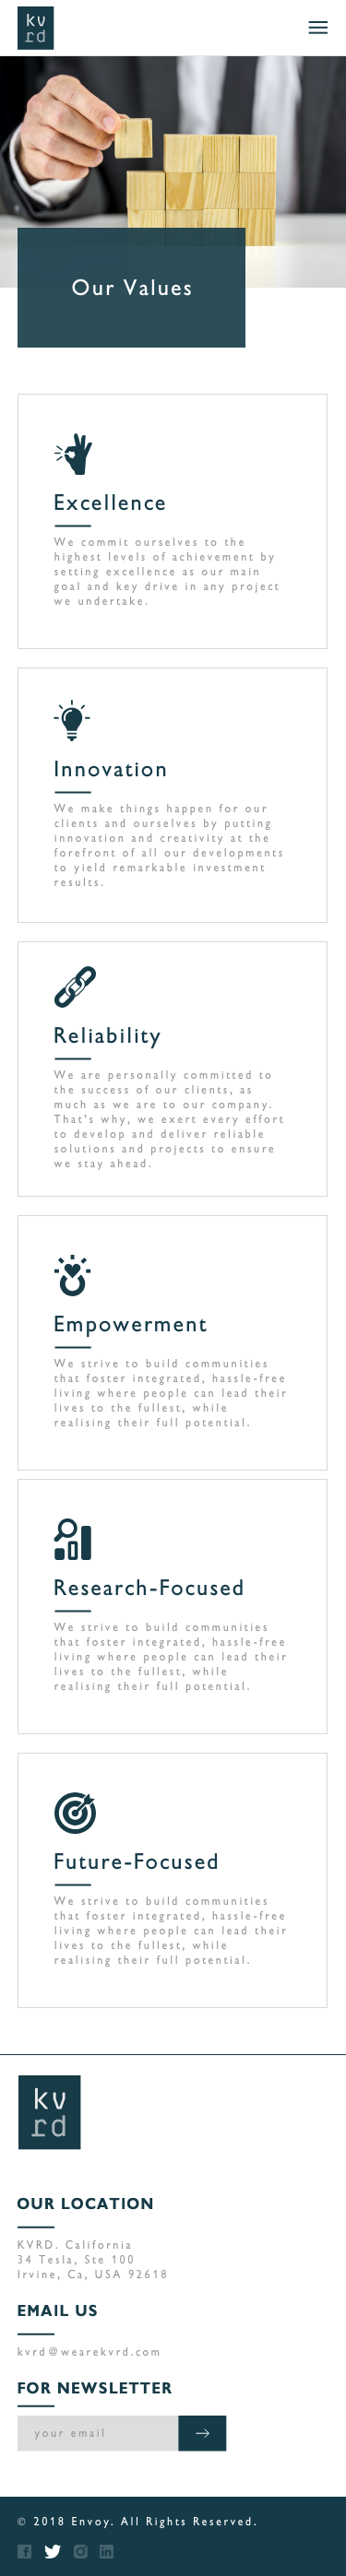 kv
rd
Our Values
Excellence
We commit ourselves to the
highest levels of achievement by
setting excellence as our main
goal and key drive in any project
we undertake.
Innovation
We make things happen for our
clients and ourselves by putting
innovation and creativity at the
forefront of all our developments
to yield remarkable investment
results.
Reliability
We are personally committed to
the success of our clients, as
much as we are to our company.
That's why, we exert every effort
to develop and deliver reliable
solutions and projects to ensure
we stay ahead.
Empowerment
We strive to build communities
that foster integrated, hassle-free
living where people can lead their
lives to the fullest, while
realising their full potential.
Research-Focused
We strive to build communities
that foster integrated, hassle-free
living where people can lead their
lives to the fullest, while
realising their full potential.
Future-Focused
We strive to build communities
that foster integrated, hassle-free
living where people can lead their
lives to the fullest, while
realising their full potential.
kv
rd
OUR LOCATION
KVRD. California
34 Tesla, Ste 100
Irvine, Ca, USA 92618
EMAIL US
kvrd@wearekvrd.com
FOR NEWSLETTER
your email
© 2018 Envoy. All Rights Reserved.